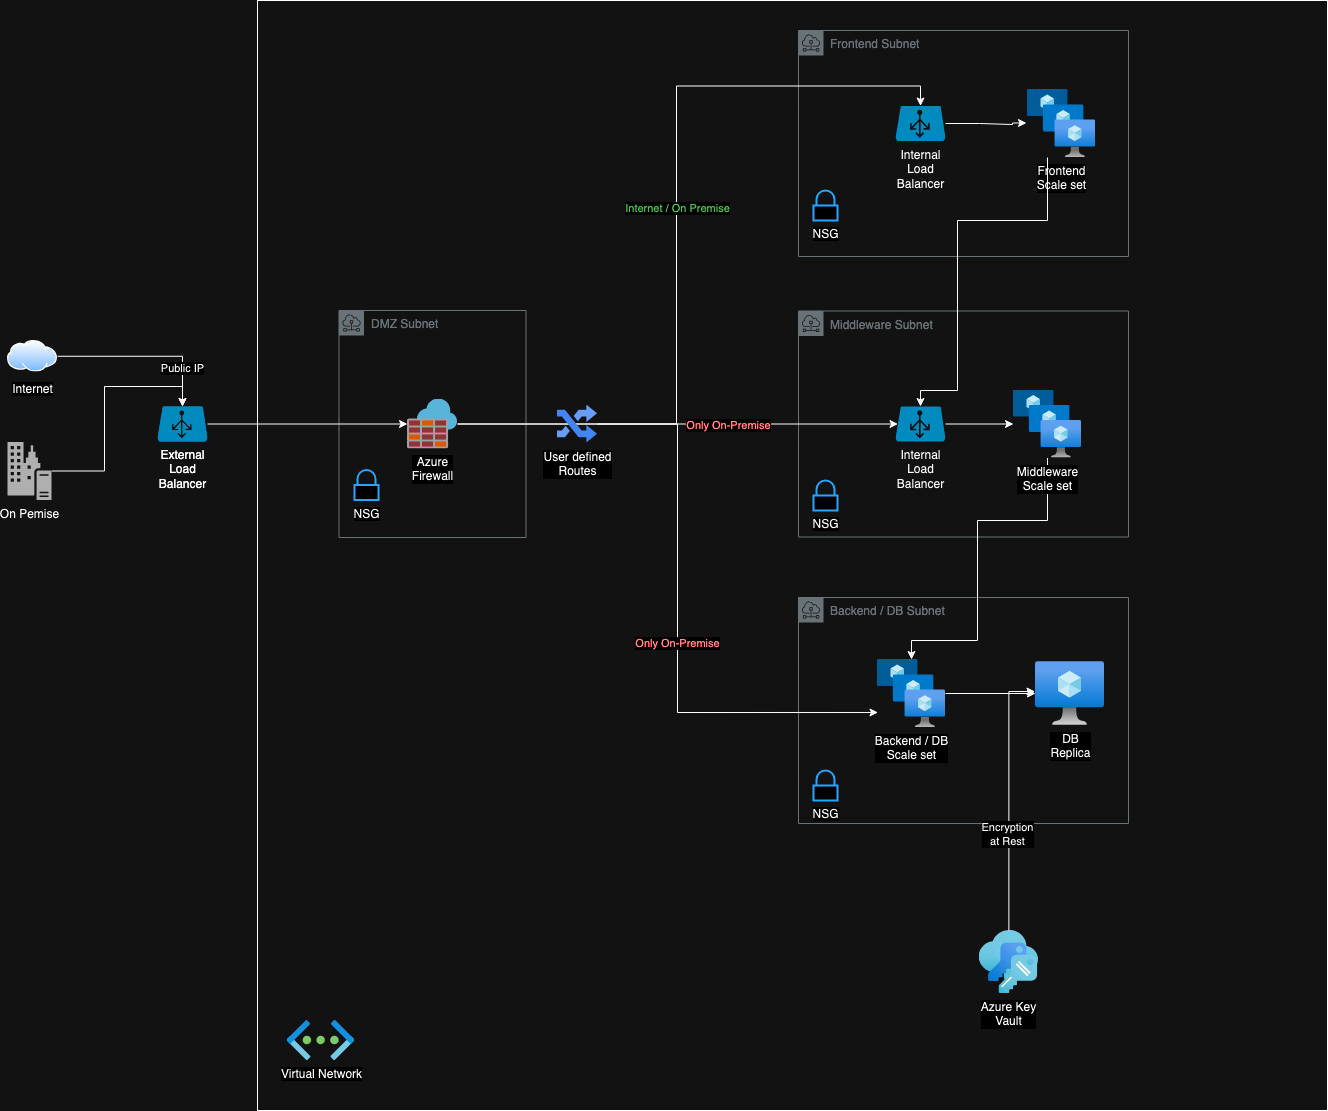 Frontend Subnet
Internal
Load
Balancer
Frontend
Scale set
NSG
Internet / On Premise
DMZ Subnet
Middleware Subnet
Internet
Public IP
External
Load
Balancer
On Pemise
Azure
Firewall
NSG
User defined
Routes
Only On-Premise
Internal
Load
Balancer
Middleware
Scale set
NSG
Backend / DB Subnet
Only On-Premise
Backend / DB
Scale set
DB
Replica
NSG
Encryption
at Rest
Azure Key
Vault
Virtual Network